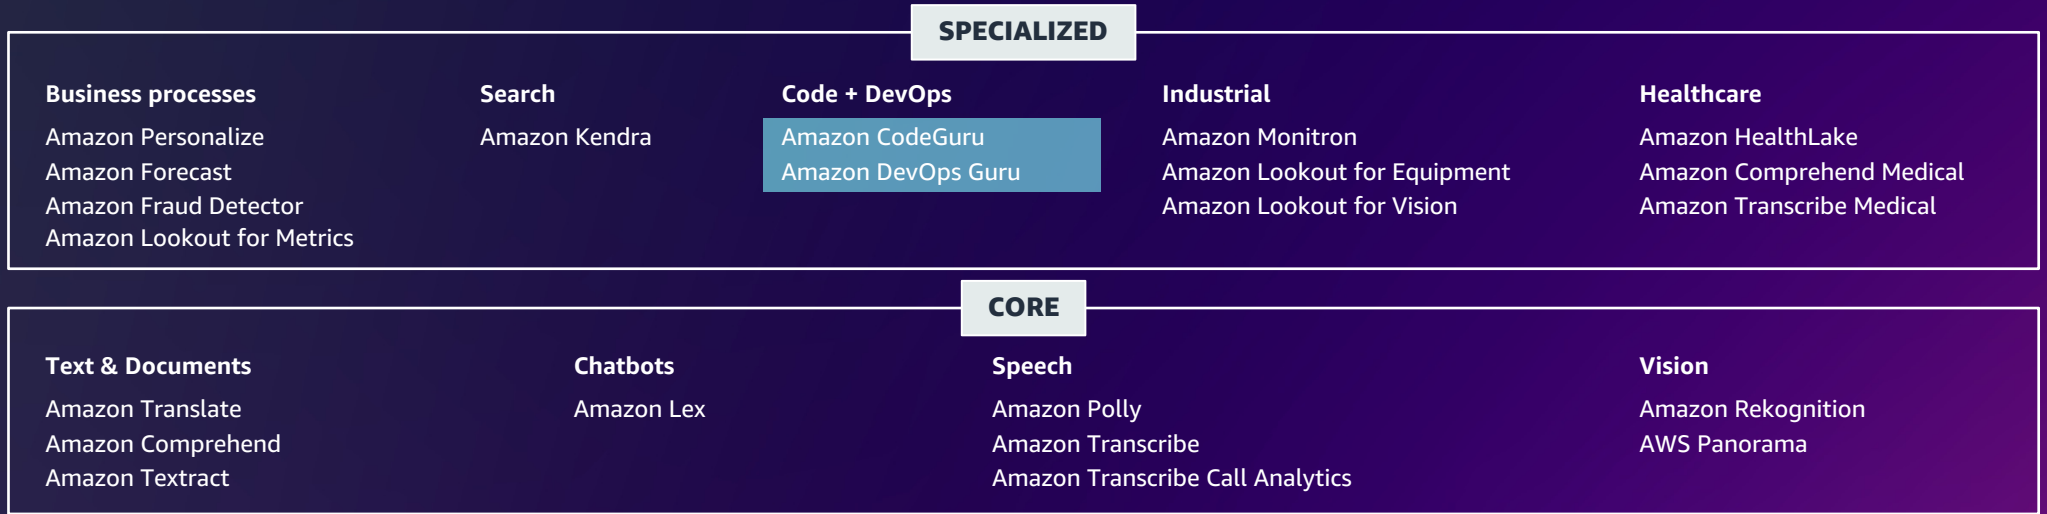 SPECIALIZED
Business processes
Amazon Personalize
Amazon Forecast
Amazon Fraud Detector
Amazon Lookout for Metrics
Search
Amazon Kendra
Code + DevOps
Amazon CodeGuru
Amazon DevOps Guru
Industrial
Amazon Monitron
Amazon Lookout for Equipment
Amazon Lookout for Vision
Healthcare
Amazon HealthLake
Amazon Comprehend Medical
Amazon Transcribe Medical
CORE
Text & Documents
Amazon Translate
Amazon Comprehend
Amazon Textract
Chatbots
Amazon Lex
Speech
Amazon Polly
Amazon Transcribe
Amazon Transcribe Call Analytics
Vision
Amazon Rekognition
AWS Panorama